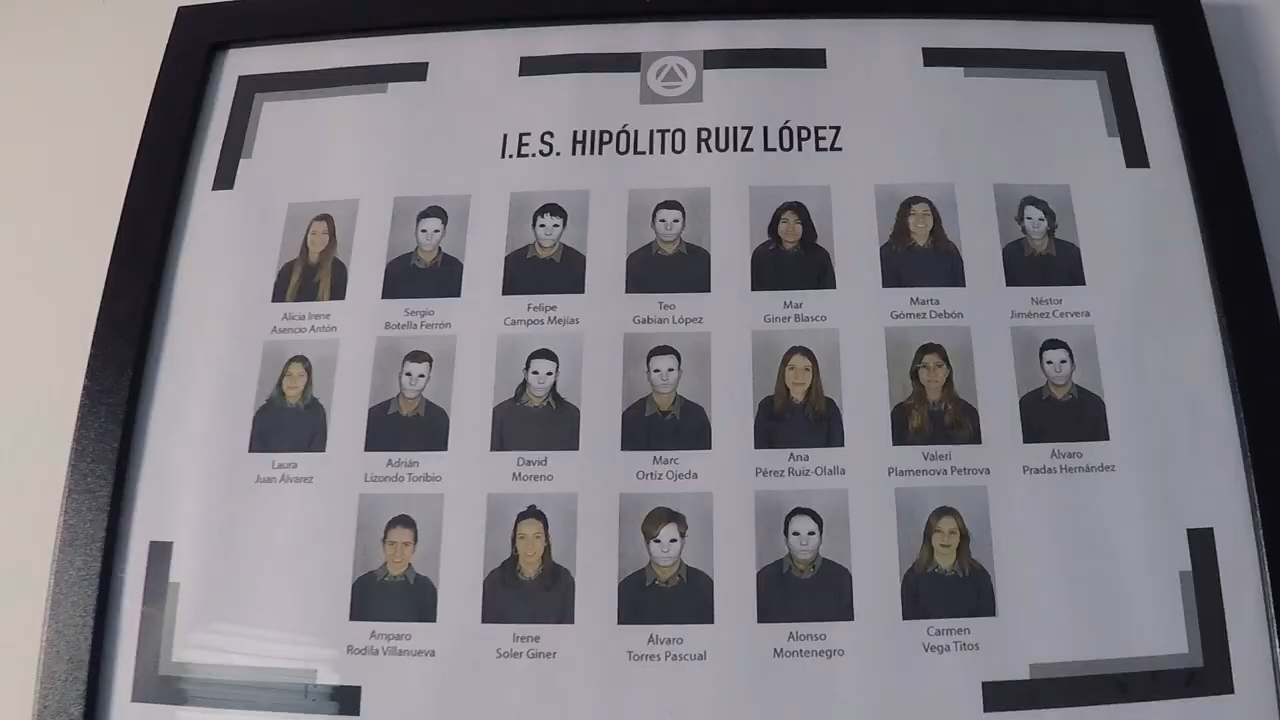 I.E.S. HIPÓLITO RUIZ LÓPEZ
Alicia Irene
Asencio Antón
Sergio
Botella Ferrón
Felipe
Campos Mejías
Teo
Gabian López
Mar
Giner Blasco
Marta
Gómez Debón
Néstor
Jiménez Cervera
Laura
Juan Álvarez
Adrián
Lizondo Toribio
David
Moreno
Marc
Ortiz Ojeda
Ana
Pérez Ruiz-Olalla
Valeri
Plamenova Petrova
Álvaro
Pradas Hernández
Amparo
Rodila Villanueva
Irene
Soler Giner
Álvaro
Torres Pascual
Alonso
Montenegro
Carmen
Vega Titos